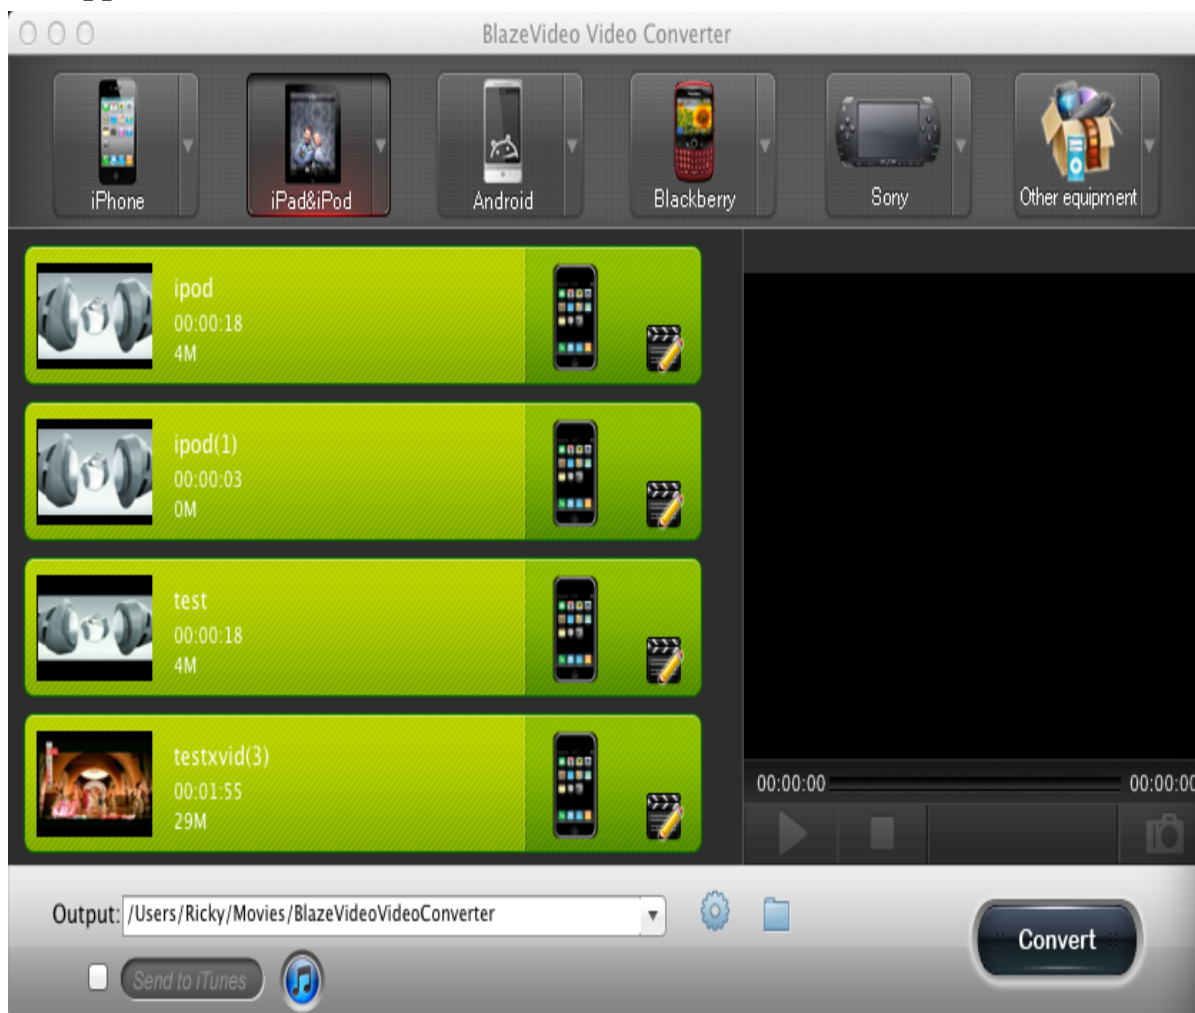 BlazeVideo Video Converter
iPhone
iPad&iPod
Android
Blackberry
Sony
Other equipment
ipod
00:00:18
4M
ipod(1)
00:00:03
0M
test
00:00:18
4M
testxvid(3)
00:01:55
29M
00:00:00
00:00:00
Output:
/Users/Ricky/Movies/BlazeVideoVideoConverter
Convert
Send to iTunes